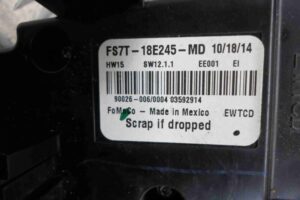 FS7T-18E245-MD 10/18/14
HW15 SW12.1.1 EE001 EI
90026-006/0004 03592914
FoMoCo - Made in Mexico EWTCD
Scrap if dropped